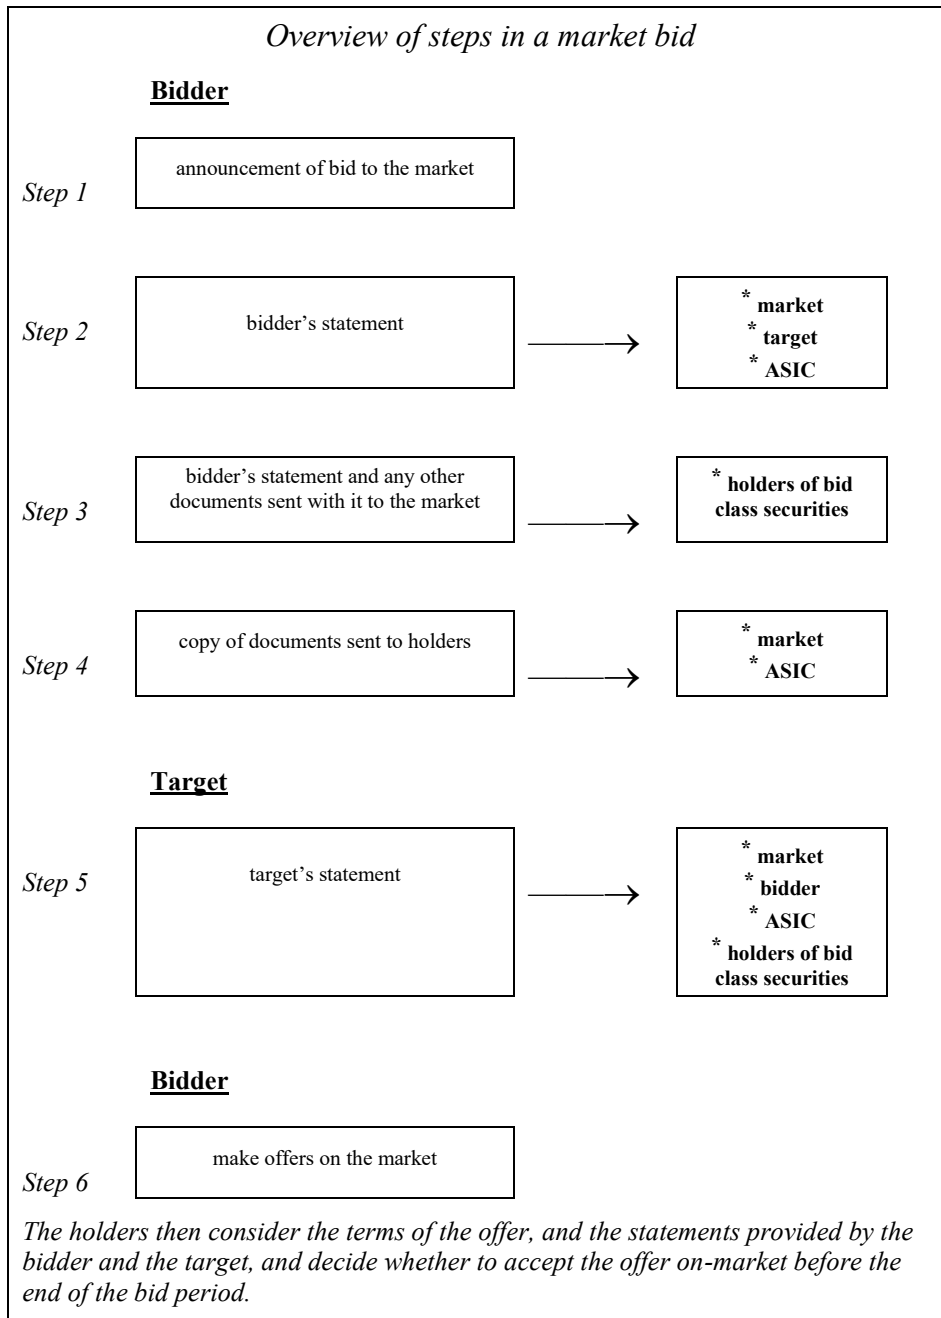 Overview of steps in a market bid
Bidder
Step 1
announcement of bid to the market
Step 2
bidder’s statement
* market
* target
* ASIC
Step 3
bidder’s statement and any other
documents sent with it to the market
* holders of bid
class securities
Step 4
copy of documents sent to holders
* market
* ASIC
Target
Step 5
target’s statement
* market
* bidder
* ASIC
* holders of bid
class securities
Bidder
Step 6
make offers on the market
The holders then consider the terms of the offer, and the statements provided by the
bidder and the target, and decide whether to accept the offer on-market before the
end of the bid period.